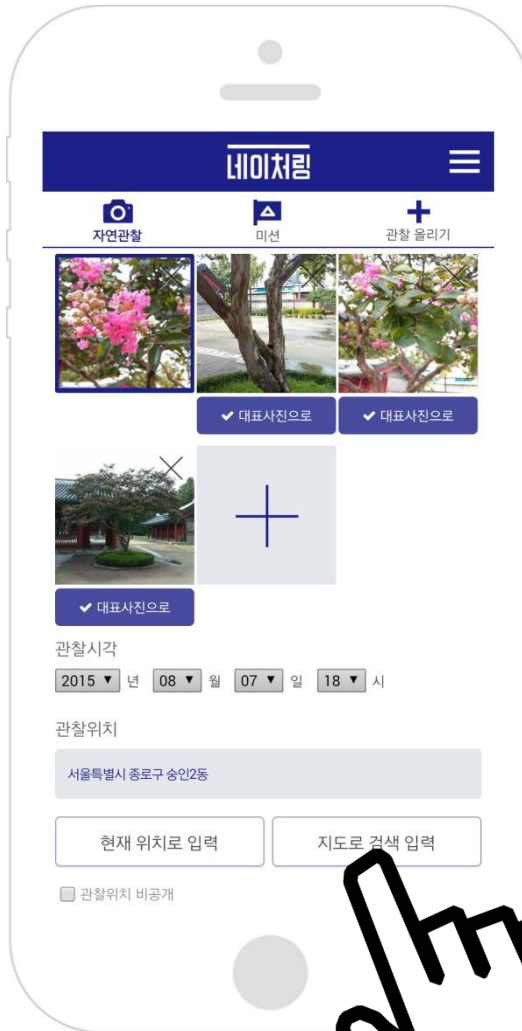 네이처링
자연관찰
미션
관찰 올리기
✔ 대표사진으로
✔ 대표사진으로
✔ 대표사진으로
관찰시각
2015 ▼ 년 08 ▼ 월 07 ▼ 일 18 ▼ 시
관찰위치
서울특별시 종로구 숭인2동
현재 위치로 입력
지도로 검색 입력
관찰위치 비공개